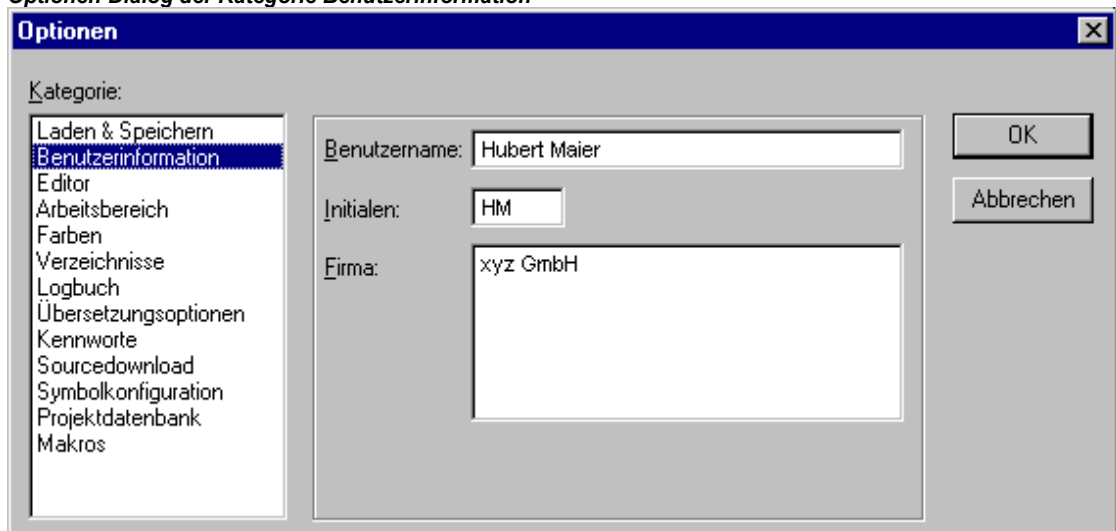 Optionen Dialog der Kategorie Benutzerinformation
Optionen
Kategorie:
Laden & Speichern
Benutzerinformation
Editor
Arbeitsbereich
Farben
Verzeichnisse
Logbuch
Übersetzungsoptionen
Kennworte
Sourcedownload
Symbolkonfiguration
Projektdatenbank
Makros
Benutzername: Hubert Maier
Initialen: HM
Firma: xyz GmbH
OK
Abbrechen